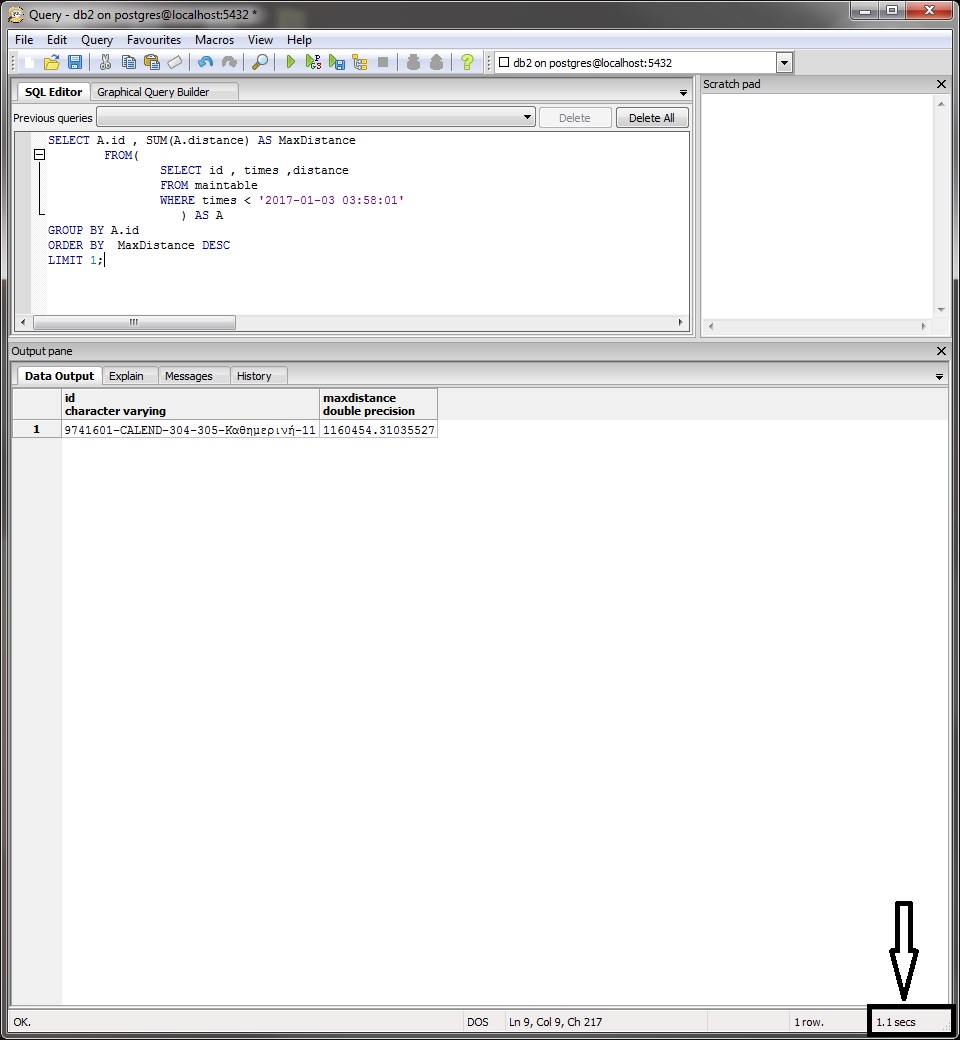 Query - db2 on postgres@localhost:5432 *
File Edit Query Favourites Macros View Help
db2 on postgres@localhost:5432
SQL Editor Graphical Query Builder
Scratch pad
Previous queries Delete Delete All
SELECT A.id , SUM(A.distance) AS MaxDistance
FROM(
SELECT id , times ,distance
FROM maintable
WHERE times < '2017-01-03 03:58:01'
) AS A
GROUP BY A.id
ORDER BY MaxDistance DESC
LIMIT 1;
Output pane
Data Output Explain Messages History
id maxdistance
character varying double precision
1 9741601-CALEND-304-305-Καθημερινή-11 1160454.31035527
OK. DOS Ln 9, Col 9, Ch 217 1 row. 1.1 secs